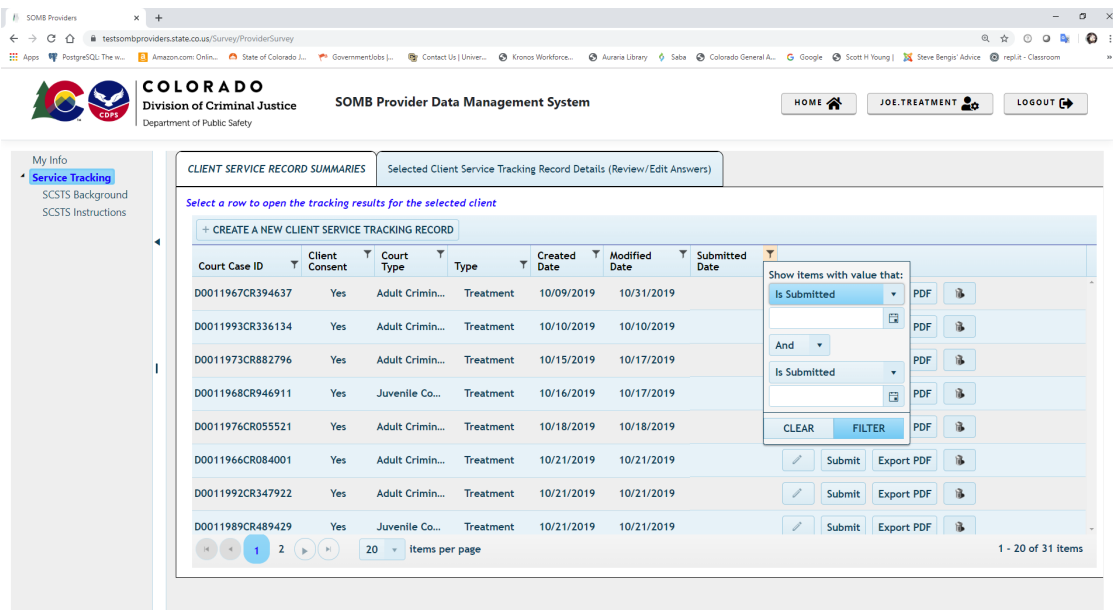 SOMB Providers
testsombproviders.state.co.us/Survey/ProviderSurvey
Apps PostgreSQL: The w... Amazon.com: Onlin... State of Colorado J... GovernmentJobs |... Contact Us | Univer... Kronos Workforce... Auraria Library Saba Colorado General A... Google Scott H Young | Steve Bengis' Advice repl.it - Classroom »
CDPS
COLORADO
Division of Criminal Justice
Department of Public Safety
SOMB Provider Data Management System
HOME
JOE.TREATMENT
LOGOUT
My Info
Service Tracking
SCSTS Background
SCSTS Instructions
CLIENT SERVICE RECORD SUMMARIES
Selected Client Service Tracking Record Details (Review/Edit Answers)
Select a row to open the tracking results for the selected client
+ CREATE A NEW CLIENT SERVICE TRACKING RECORD
Court Case ID Client Consent Court Type Type Created Date Modified Date Submitted Date
D0011967CR394637 Yes Adult Crimin... Treatment 10/09/2019 10/31/2019 PDF
D0011993CR336134 Yes Adult Crimin... Treatment 10/10/2019 10/10/2019 PDF
D0011973CR882796 Yes Adult Crimin... Treatment 10/15/2019 10/17/2019 PDF
D0011968CR946911 Yes Juvenile Co... Treatment 10/16/2019 10/17/2019 PDF
D0011976CR055521 Yes Adult Crimin... Treatment 10/18/2019 10/18/2019 PDF
D0011966CR084001 Yes Adult Crimin... Treatment 10/21/2019 10/21/2019 Submit Export PDF
D0011992CR347922 Yes Adult Crimin... Treatment 10/21/2019 10/21/2019 Submit Export PDF
D0011989CR489429 Yes Juvenile Co... Treatment 10/21/2019 10/21/2019 Submit Export PDF
Show items with value that:
Is Submitted
And
Is Submitted
CLEAR FILTER
1 2 20 items per page 1 - 20 of 31 items